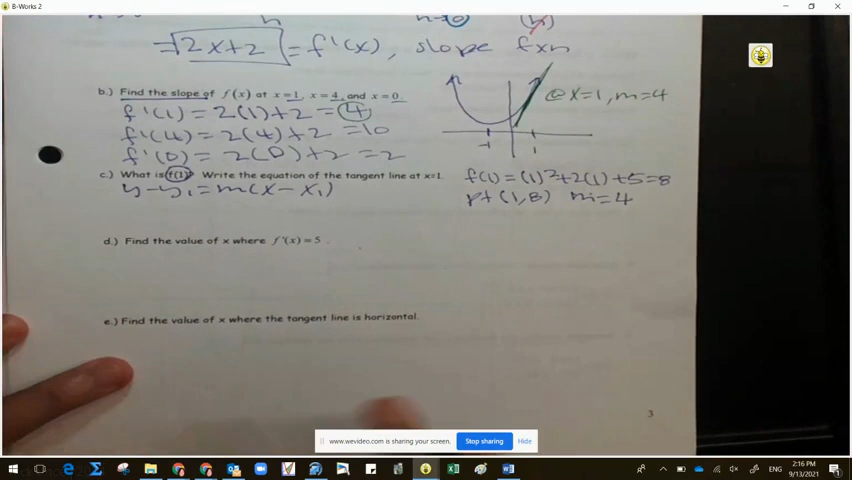 B-Works 2
= 2x+2 = f'(x), slope fxn
b.) Find the slope of f(x) at x=1, x=4, and x=0.
f'(1) = 2(1)+2 = 4
f'(4) = 2(4)+2 = 10
f'(0) = 2(0)+2 = 2
@ x=1, m=4
-1 1
c.) What is f(1)? Write the equation of the tangent line at x=1.
y-y₁ = m(x-x₁)
f(1) = (1)²+2(1)+5=8
pt (1,8) m=4
d.) Find the value of x where f'(x)=5.
e.) Find the value of x where the tangent line is horizontal.
3
www.wevideo.com is sharing your screen. Stop sharing Hide
ENG 2:16 PM
9/13/2021